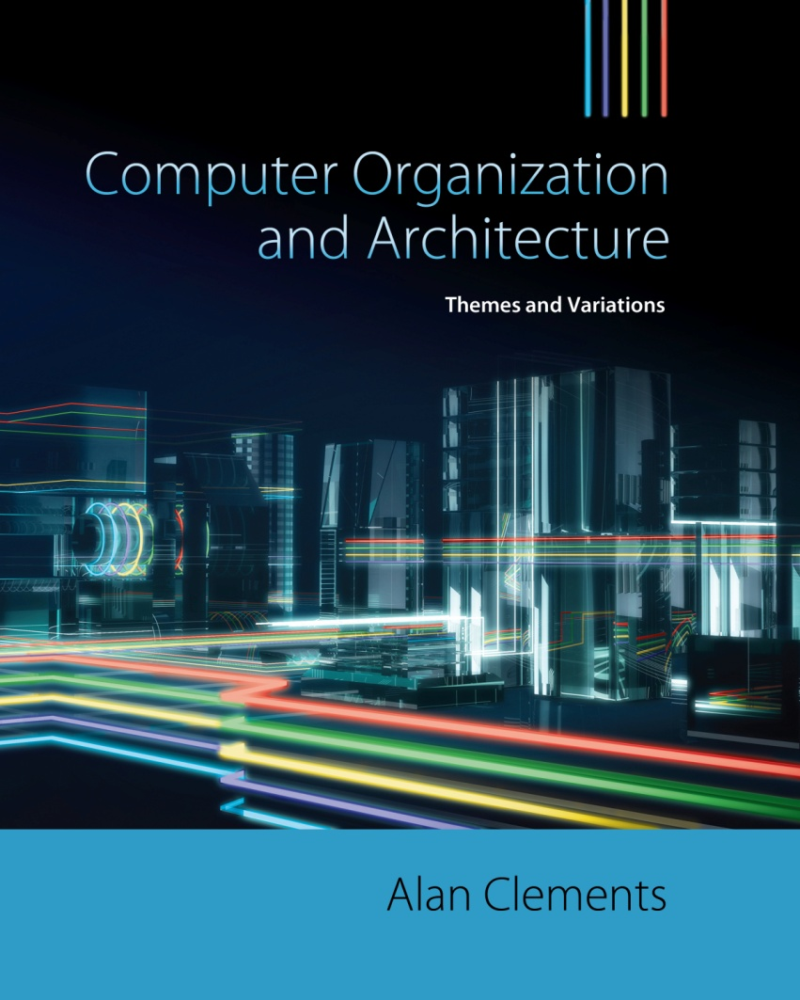 Computer Organization
and Architecture
Themes and Variations
Alan Clements